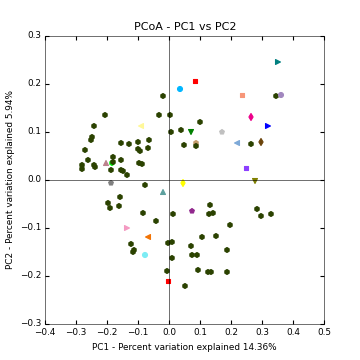 PCoA - PC1 vs PC2
0.3
0.2
0.1
0.0
−0.1
−0.2
−0.3
PC2 - Percent variation explained 5.94%
−0.4 −0.3 −0.2 −0.1 0.0 0.1 0.2 0.3 0.4 0.5
PC1 - Percent variation explained 14.36%